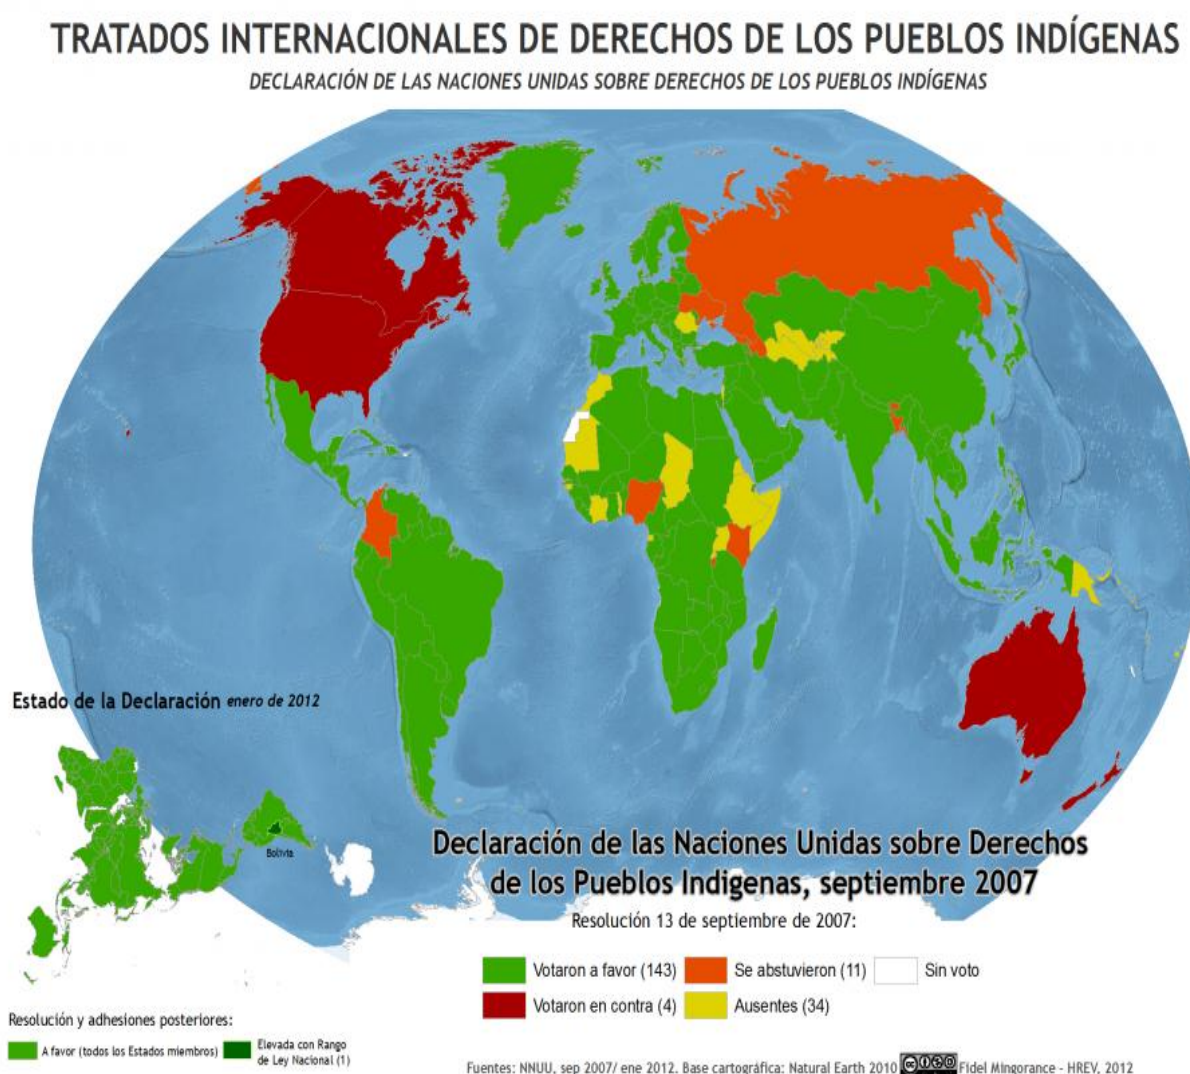 TRATADOS INTERNACIONALES DE DERECHOS DE LOS PUEBLOS INDÍGENAS
DECLARACIÓN DE LAS NACIONES UNIDAS SOBRE DERECHOS DE LOS PUEBLOS INDÍGENAS
Estado de la Declaración enero de 2012
Bolivia
Declaración de las Naciones Unidas sobre Derechos
de los Pueblos Indigenas, septiembre 2007
Resolución 13 de septiembre de 2007:
Votaron a favor (143)
Se abstuvieron (11)
Sin voto
Votaron en contra (4)
Ausentes (34)
Resolución y adhesiones posteriores:
A favor (todos los Estados miembros)
Elevada con Rango
de Ley Nacional (1)
Fuentes: NNUU, sep 2007/ ene 2012. Base cartográfica: Natural Earth 2010
Fidel Mingorance - HREV, 2012